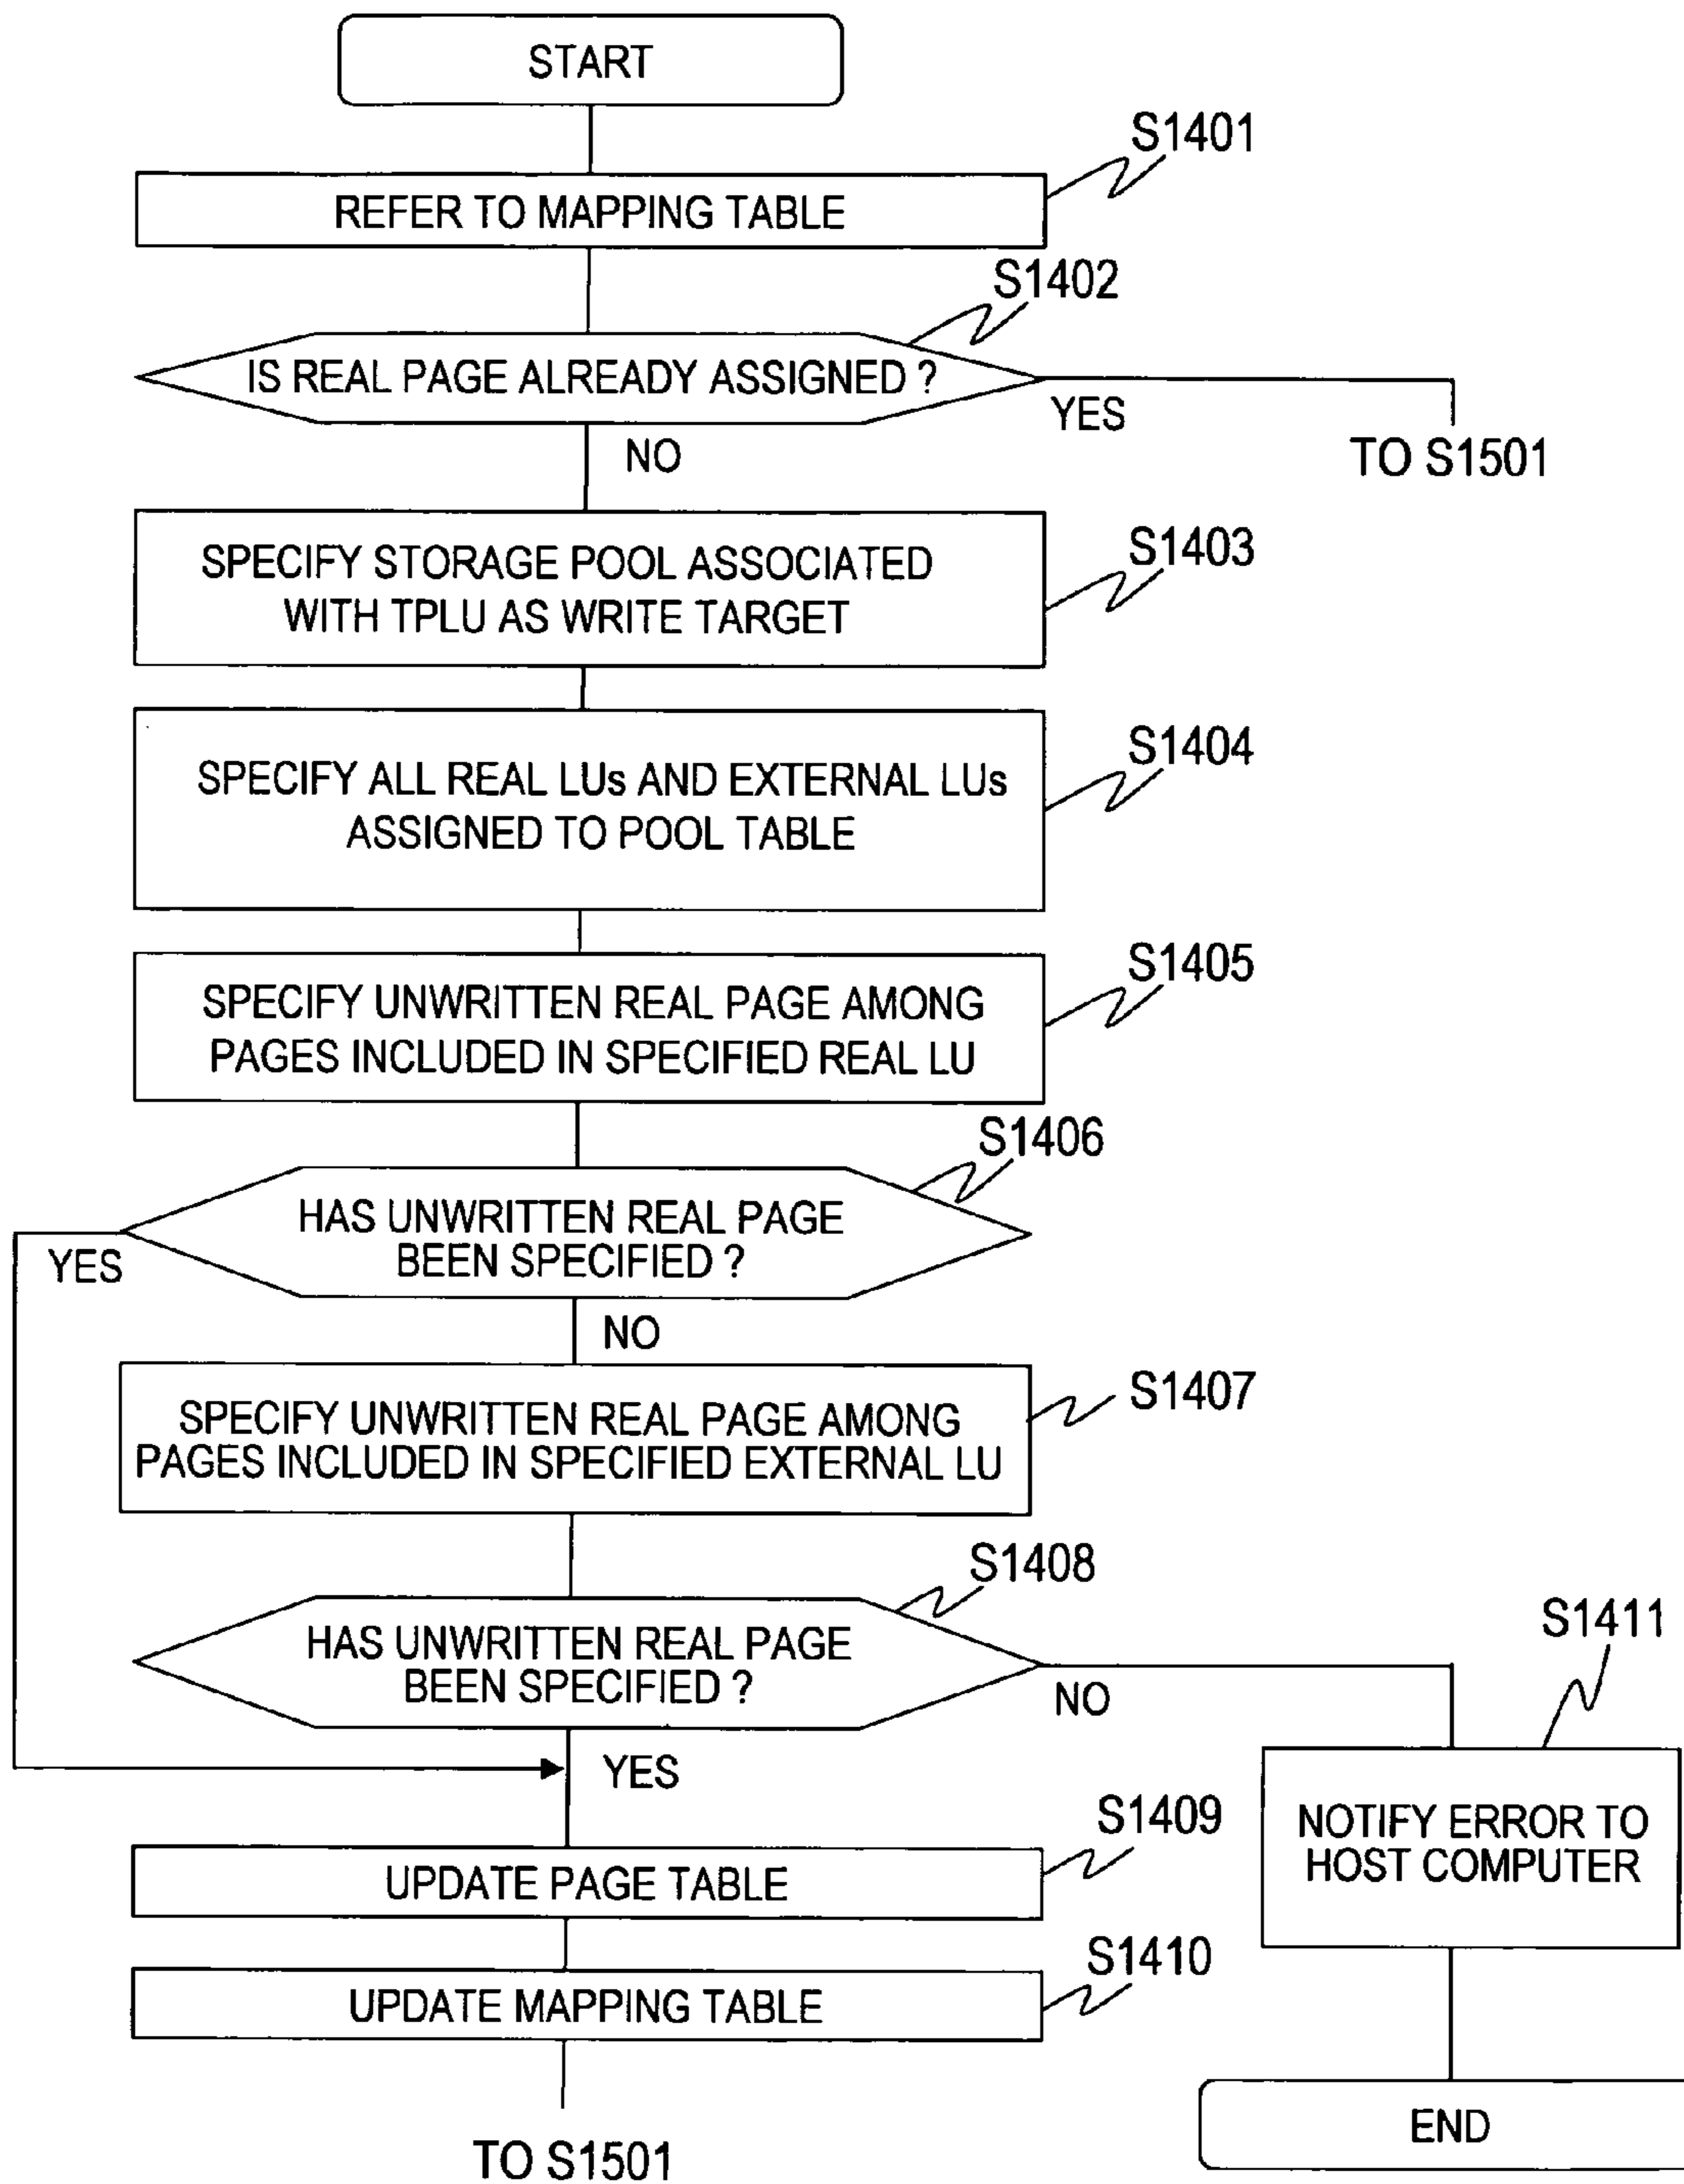 START
S1401
REFER TO MAPPING TABLE
S1402
IS REAL PAGE ALREADY ASSIGNED ?
YES
NO
TO S1501
S1403
SPECIFY STORAGE POOL ASSOCIATED
WITH TPLU AS WRITE TARGET
S1404
SPECIFY ALL REAL LUs AND EXTERNAL LUs
ASSIGNED TO POOL TABLE
S1405
SPECIFY UNWRITTEN REAL PAGE AMONG
PAGES INCLUDED IN SPECIFIED REAL LU
S1406
HAS UNWRITTEN REAL PAGE
BEEN SPECIFIED ?
YES
NO
S1407
SPECIFY UNWRITTEN REAL PAGE AMONG
PAGES INCLUDED IN SPECIFIED EXTERNAL LU
S1408
HAS UNWRITTEN REAL PAGE
BEEN SPECIFIED ?
NO
S1411
YES
NOTIFY ERROR TO
HOST COMPUTER
S1409
UPDATE PAGE TABLE
S1410
UPDATE MAPPING TABLE
END
TO S1501